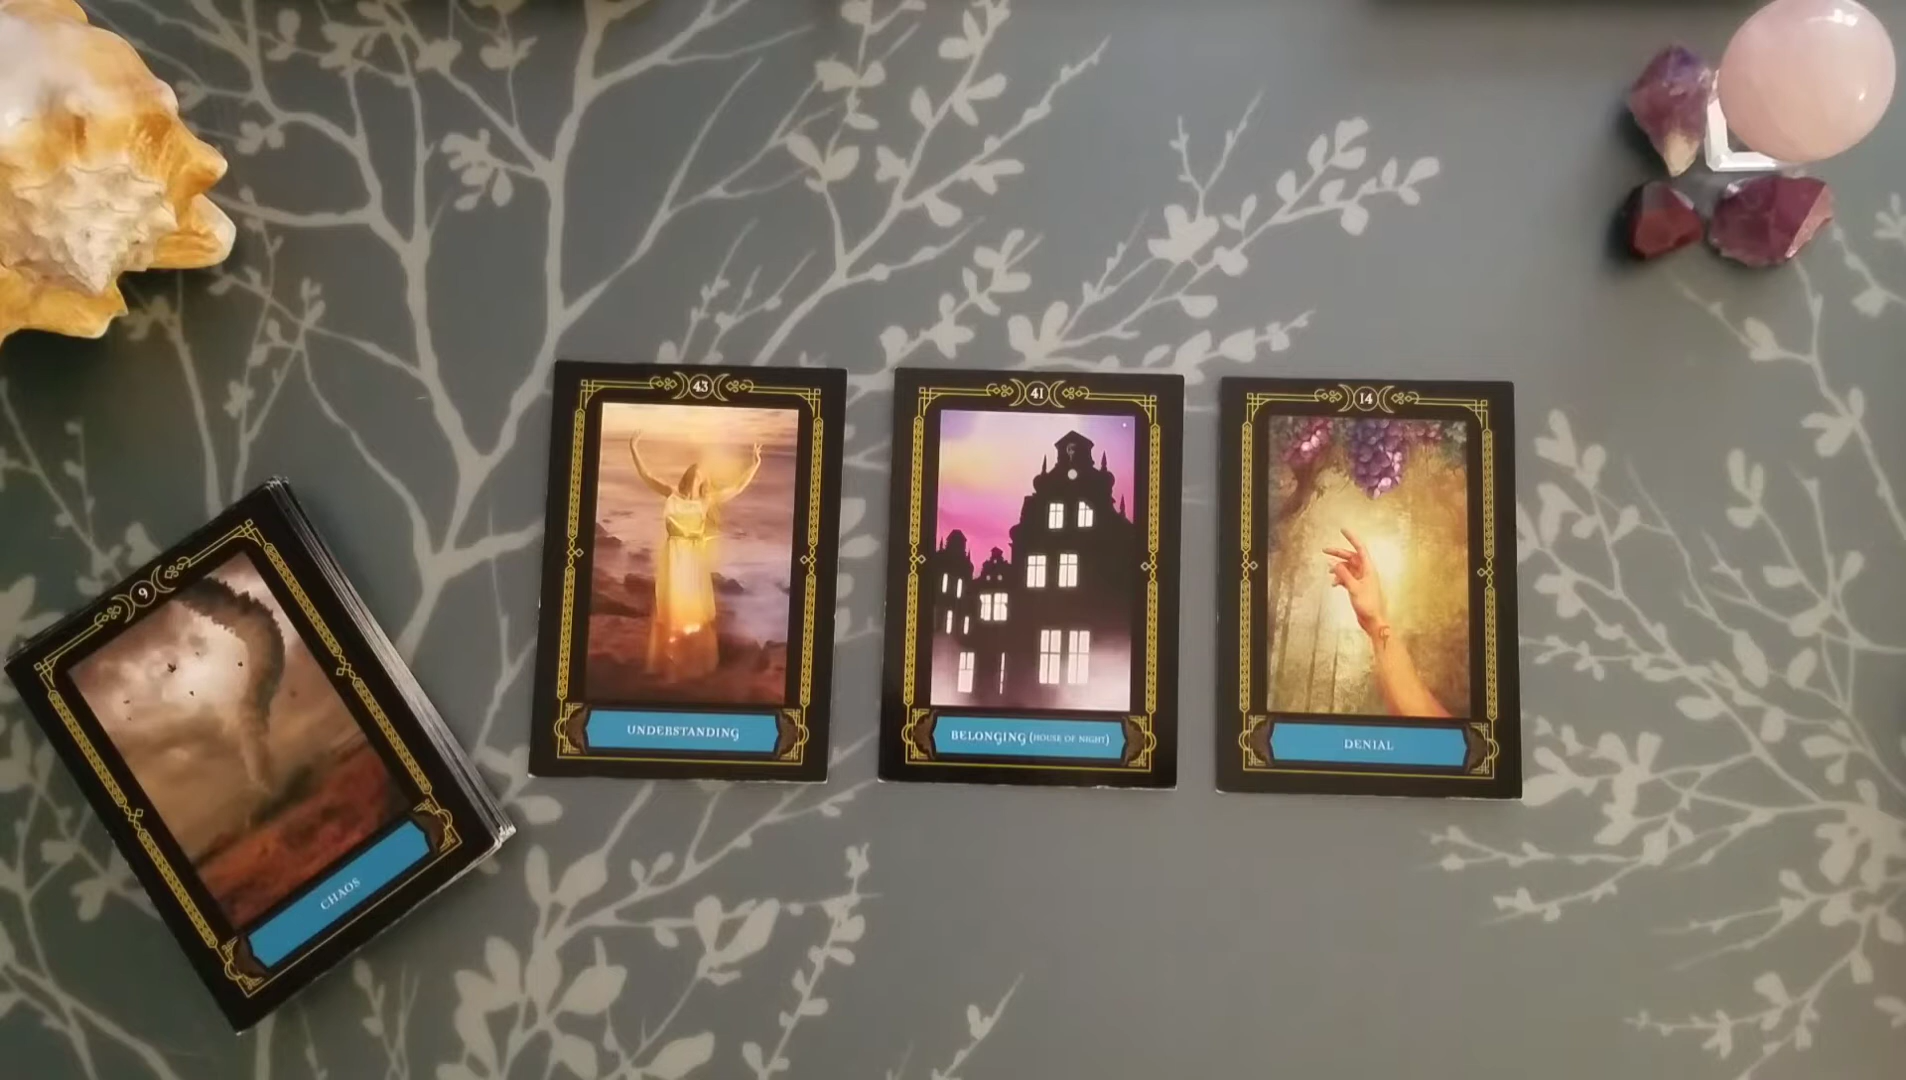 43
UNDERSTANDING
41
BELONGING (HOUSE OF NIGHT)
14
DENIAL
9
CHAOS